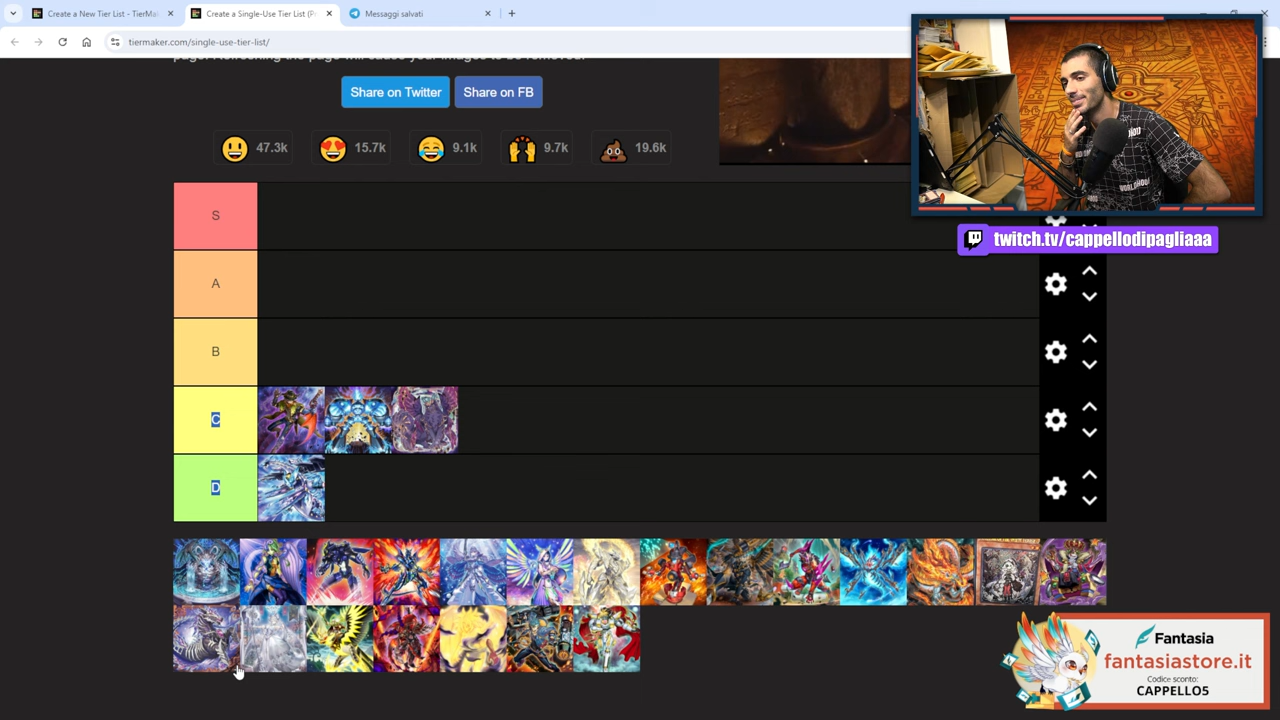 Create a New Tier List - TierMa
Create a Single-Use Tier List (P
Messaggi salvati
tiermaker.com/single-use-tier-list/
Share on Twitter
Share on FB
47.3k
15.7k
9.1k
9.7k
19.6k
twitch.tv/cappellodipagliaaa
S
A
B
C
D
Fantasia
fantasiastore.it
Codice sconto:
CAPPELLO5